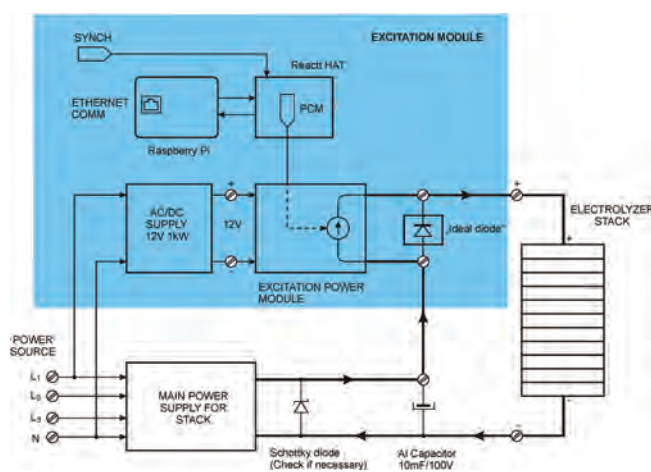 EXCITATION MODULE
SYNCH
Reactt HAT
ETHERNET
COMM
PCM
Raspberry Pi
AC/DC
SUPPLY
12V 1kW
+
12V
-
EXCITATION POWER
MODULE
„Ideal diode"
+
ELECTROLYZER
STACK
+
-
POWER
SOURCE
L1
L2
L3
N
MAIN POWER
SUPPLY FOR
STACK
Schottky diode
(Check if necessary)
Al Capacitor
10mF/100V
-